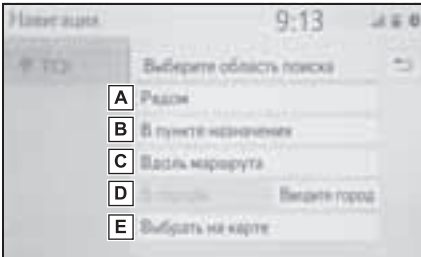 Навигация 9:13
Выберите область поиска
A Рядом
B В пункте назначения
C Вдоль маршрута
D Введите город
E Выбрать на карте